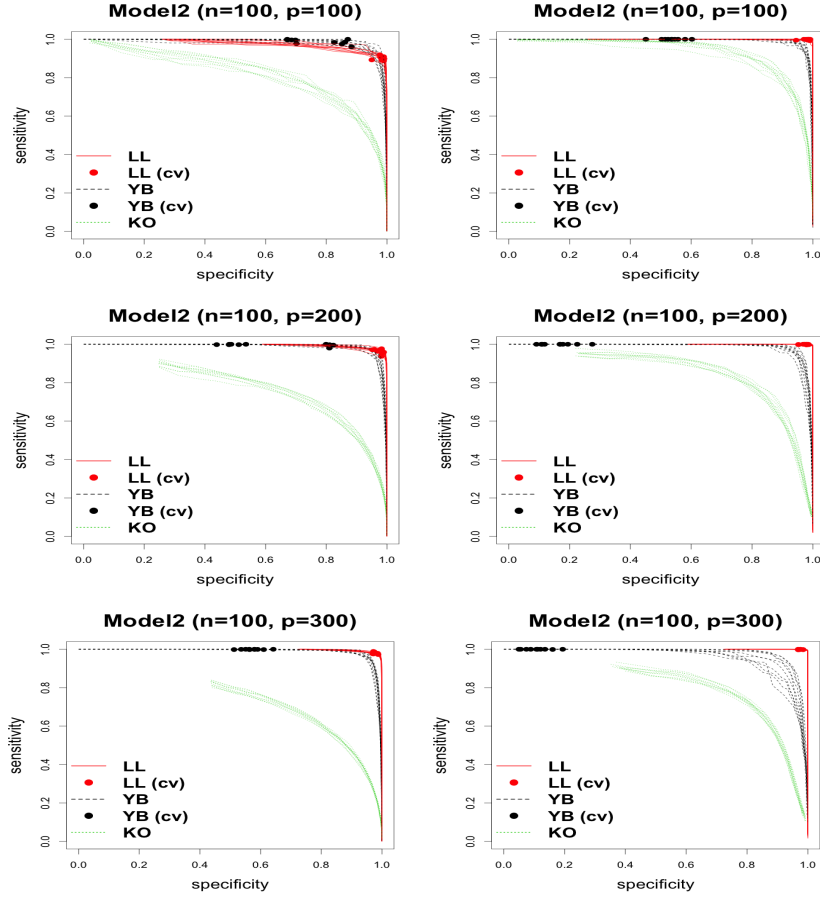 Model2 (n=100, p=100)
sensitivity
1.0
0.8
0.6
0.4
0.2
0.0
LL
LL (cv)
YB
YB (cv)
KO
0.0 0.2 0.4 0.6 0.8 1.0
specificity
Model2 (n=100, p=100)
sensitivity
1.0
0.8
0.6
0.4
0.2
0.0
LL
LL (cv)
YB
YB (cv)
KO
0.0 0.2 0.4 0.6 0.8 1.0
specificity
Model2 (n=100, p=200)
sensitivity
1.0
0.8
0.6
0.4
0.2
0.0
LL
LL (cv)
YB
YB (cv)
KO
0.0 0.2 0.4 0.6 0.8 1.0
specificity
Model2 (n=100, p=200)
sensitivity
1.0
0.8
0.6
0.4
0.2
0.0
LL
LL (cv)
YB
YB (cv)
KO
0.0 0.2 0.4 0.6 0.8 1.0
specificity
Model2 (n=100, p=300)
sensitivity
1.0
0.8
0.6
0.4
0.2
0.0
LL
LL (cv)
YB
YB (cv)
KO
0.0 0.2 0.4 0.6 0.8 1.0
specificity
Model2 (n=100, p=300)
sensitivity
1.0
0.8
0.6
0.4
0.2
0.0
LL
LL (cv)
YB
YB (cv)
KO
0.0 0.2 0.4 0.6 0.8 1.0
specificity